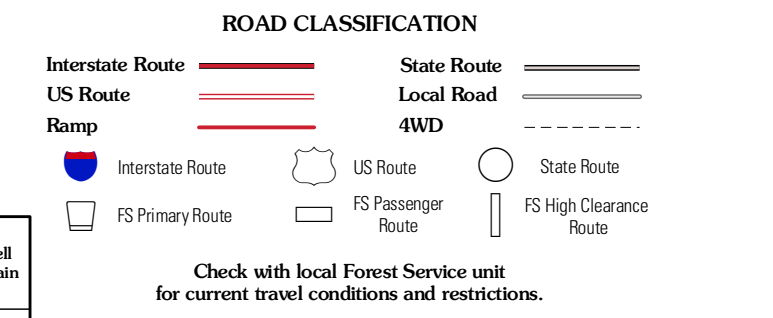 ROAD CLASSIFICATION
Interstate Route
State Route
US Route
Local Road
Ramp
4WD
Interstate Route
US Route
State Route
FS Primary Route
FS Passenger
Route
FS High Clearance
Route
Check with local Forest Service unit
for current travel conditions and restrictions.